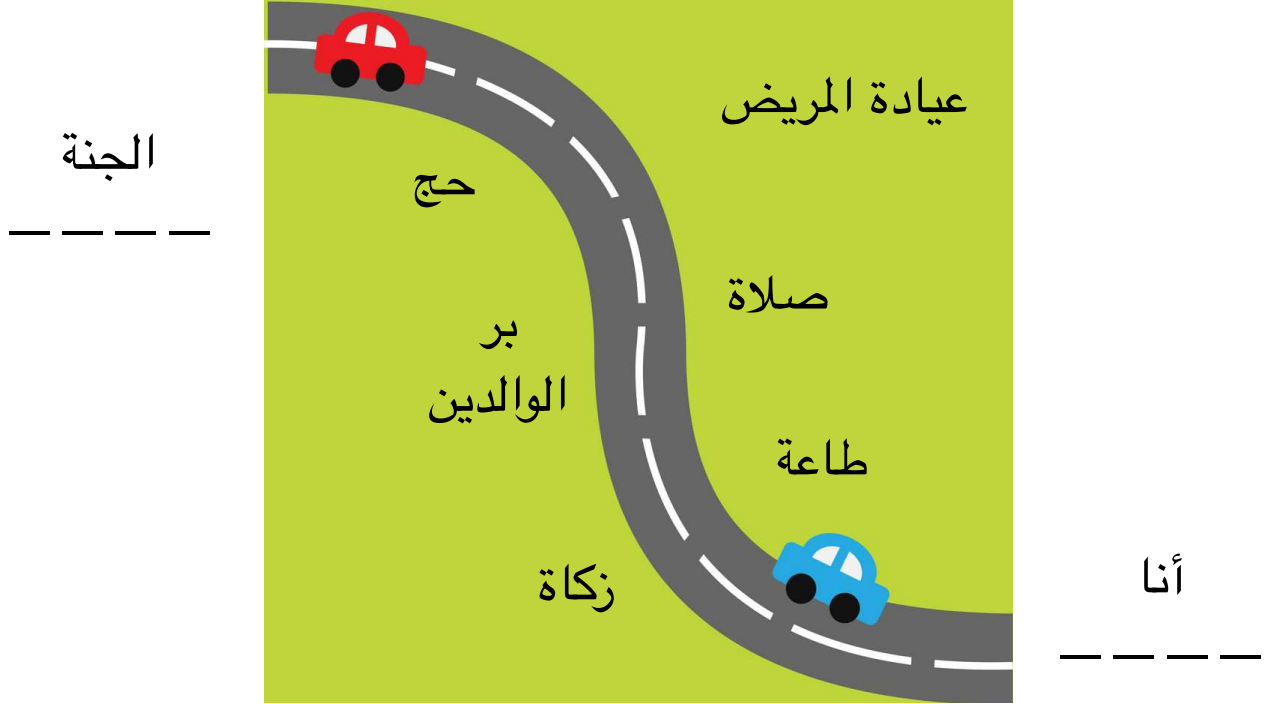 عيادة المريض
الجنة
حج
صلاة
بر
الوالدين
طاعة
زكاة
أنا